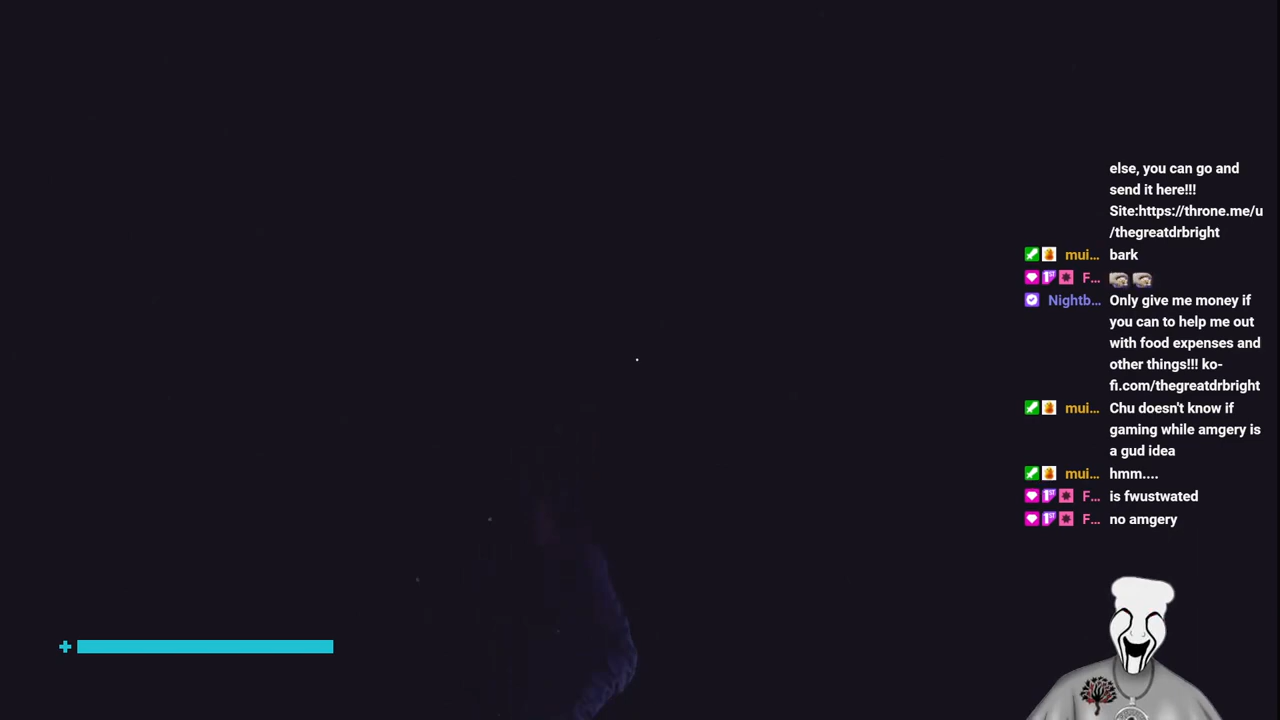 else, you can go and
send it here!!!
Site:https://throne.me/u
/thegreatdrbright
mui... bark
F...
Nightb... Only give me money if
you can to help me out
with food expenses and
other things!!! ko-
fi.com/thegreatdrbright
mui... Chu doesn't know if
gaming while amgery is
a gud idea
mui... hmm....
F... is fwustwated
F... no amgery